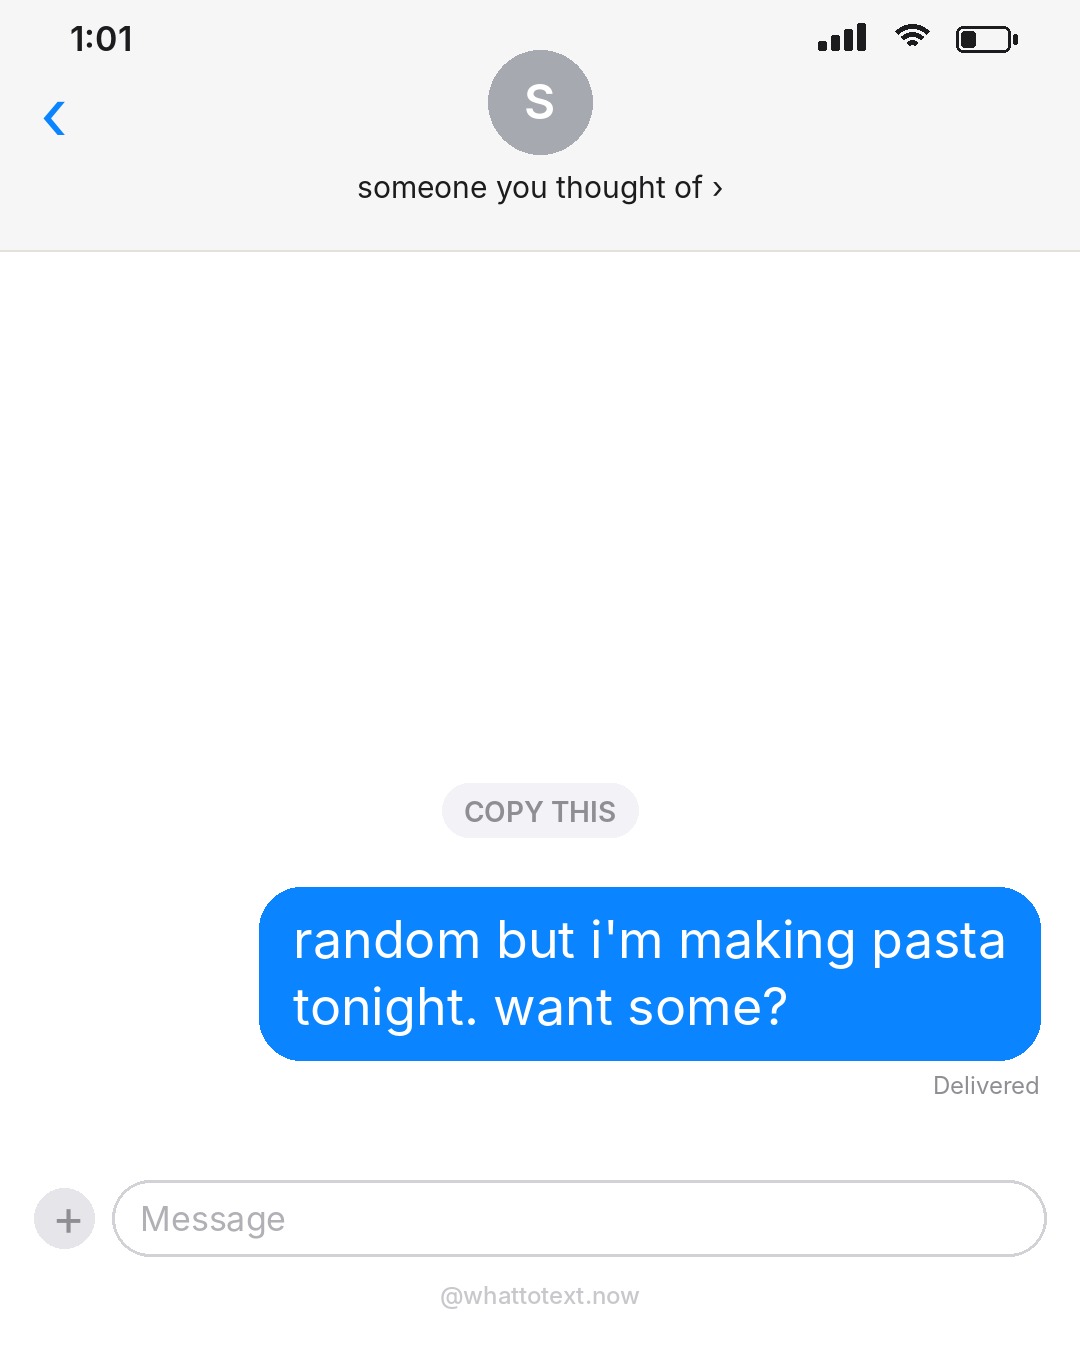 1:01
S
someone you thought of ›
COPY THIS
random but i'm making pasta
tonight. want some?
Delivered
+ Message
@whattotext.now